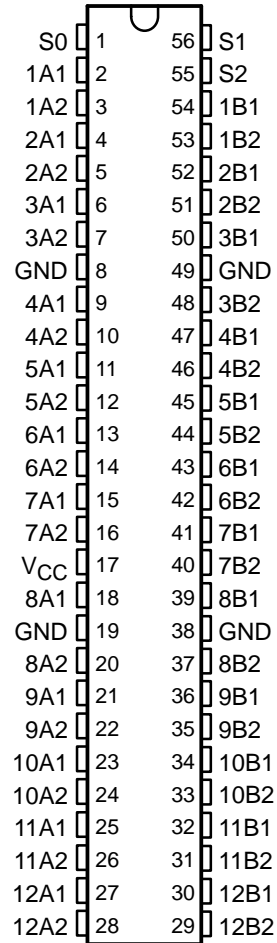 S0 1 56 S1
1A1 2 55 S2
1A2 3 54 1B1
2A1 4 53 1B2
2A2 5 52 2B1
3A1 6 51 2B2
3A2 7 50 3B1
GND 8 49 GND
4A1 9 48 3B2
4A2 10 47 4B1
5A1 11 46 4B2
5A2 12 45 5B1
6A1 13 44 5B2
6A2 14 43 6B1
7A1 15 42 6B2
7A2 16 41 7B1
VCC 17 40 7B2
8A1 18 39 8B1
GND 19 38 GND
8A2 20 37 8B2
9A1 21 36 9B1
9A2 22 35 9B2
10A1 23 34 10B1
10A2 24 33 10B2
11A1 25 32 11B1
11A2 26 31 11B2
12A1 27 30 12B1
12A2 28 29 12B2